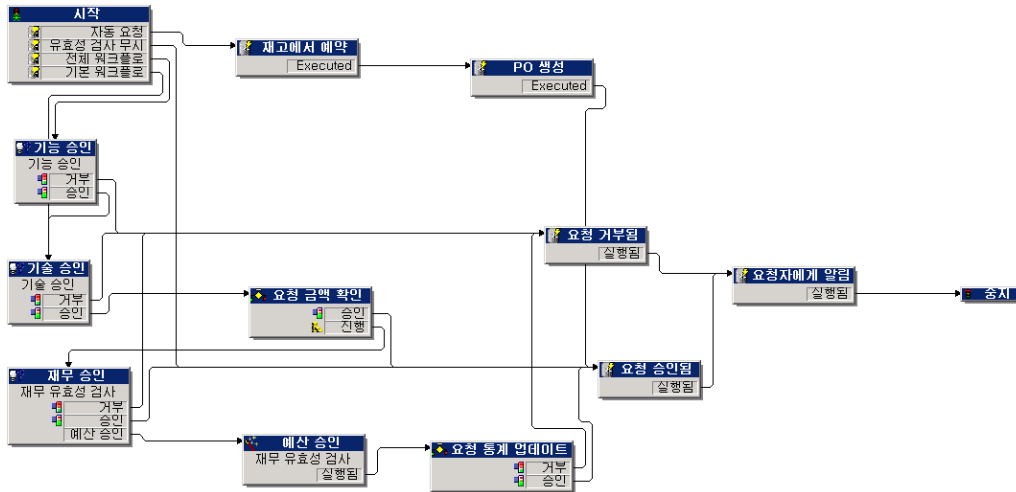 시작
자동 요청
유효성 검사 무시
전체 워크플로
기본 워크플로
재고에서 예약
Executed
PO 생성
Executed
기능 승인
기능 승인
거부
승인
요청 거부됨
실행됨
기술 승인
기술 승인
거부
승인
요청 금액 확인
승인
진행
요청자에게 알림
실행됨
중지
재무 승인
재무 유효성 검사
거부
승인
예산 승인
요청 승인됨
실행됨
예산 승인
재무 유효성 검사
실행됨
요청 통계 업데이트
거부
승인